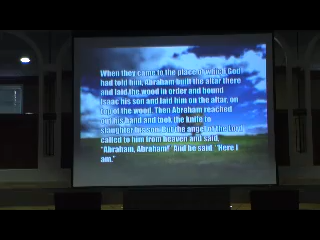 When they came to the place of which God
had told him, Abraham built the altar there
and laid the wood in order and bound
Isaac his son and laid him on the altar, on
top of the wood. Then Abraham reached
out his hand and took the knife to
slaughter his son. But the angel of the Lord
called to him from heaven and said,
"Abraham, Abraham!" And he said, "Here I
am."